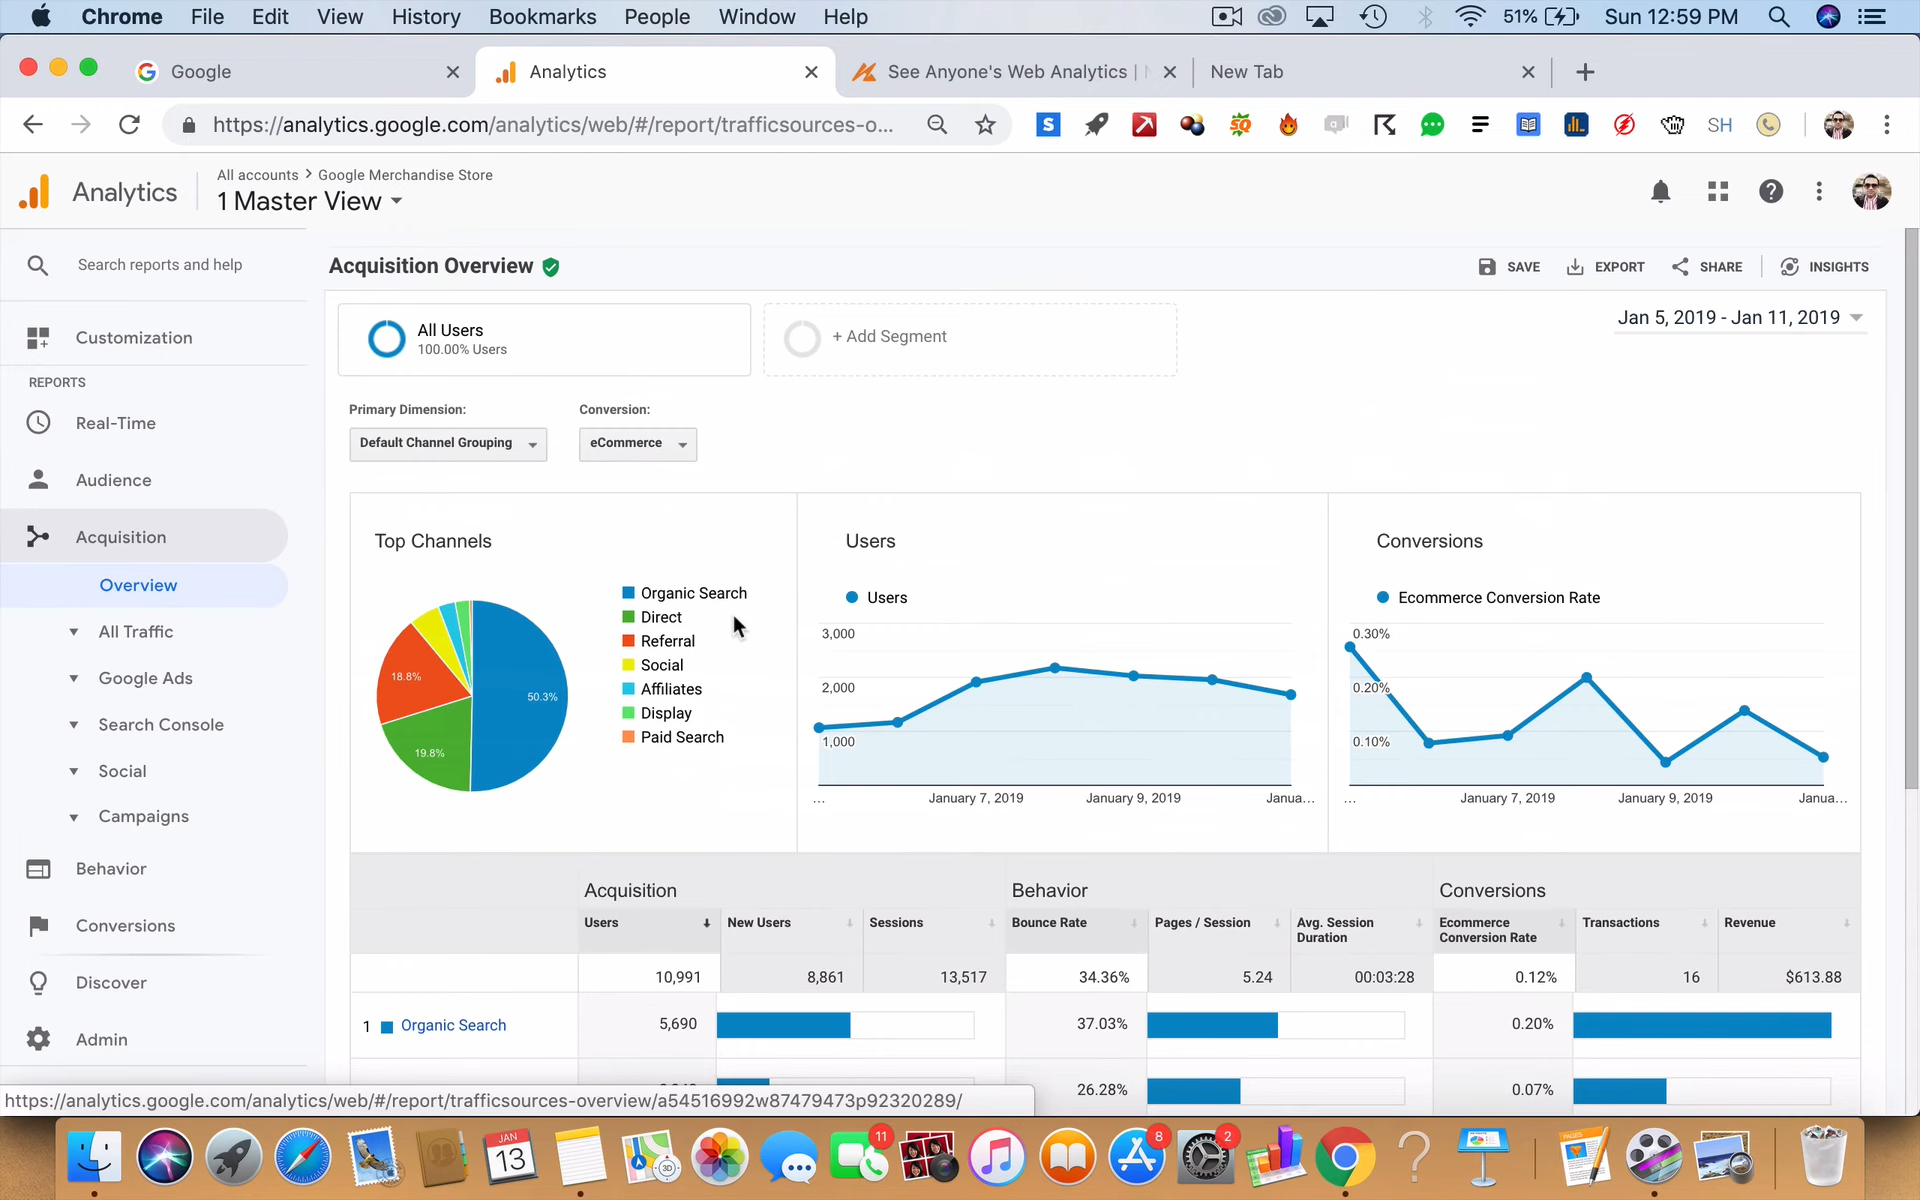 Chrome File Edit View History Bookmarks People Window Help 51% Sun 12:59 PM
Google Analytics See Anyone's Web Analytics | New Tab
https://analytics.google.com/analytics/web/#/report/trafficsources-o...
S SQ a SH
Analytics
All accounts > Google Merchandise Store
1 Master View
Search reports and help
Customization
REPORTS
Real-Time
Audience
Acquisition
Overview
All Traffic
Google Ads
Search Console
Social
Campaigns
Behavior
Conversions
Discover
Admin
Acquisition Overview
SAVE EXPORT SHARE INSIGHTS
All Users
100.00% Users
+ Add Segment
Jan 5, 2019 - Jan 11, 2019
Primary Dimension: Conversion:
Default Channel Grouping eCommerce
Top Channels
Organic Search
Direct
Referral
Social
Affiliates
Display
Paid Search
50.3%
18.8%
19.8%
Users
Users
3,000
2,000
1,000
... January 7, 2019 January 9, 2019 Janua...
Conversions
Ecommerce Conversion Rate
0.30%
0.20%
0.10%
... January 7, 2019 January 9, 2019 Janua...
Acquisition Behavior Conversions
Users New Users Sessions Bounce Rate Pages / Session Avg. Session Duration Ecommerce Conversion Rate Transactions Revenue
10,991 8,861 13,517 34.36% 5.24 00:03:28 0.12% 16 $613.88
1 Organic Search 5,690 37.03% 0.20%
26.28% 0.07%
https://analytics.google.com/analytics/web/#/report/trafficsources-overview/a54516992w87479473p92320289/
JAN
13
3D
11
8
2
PAGES